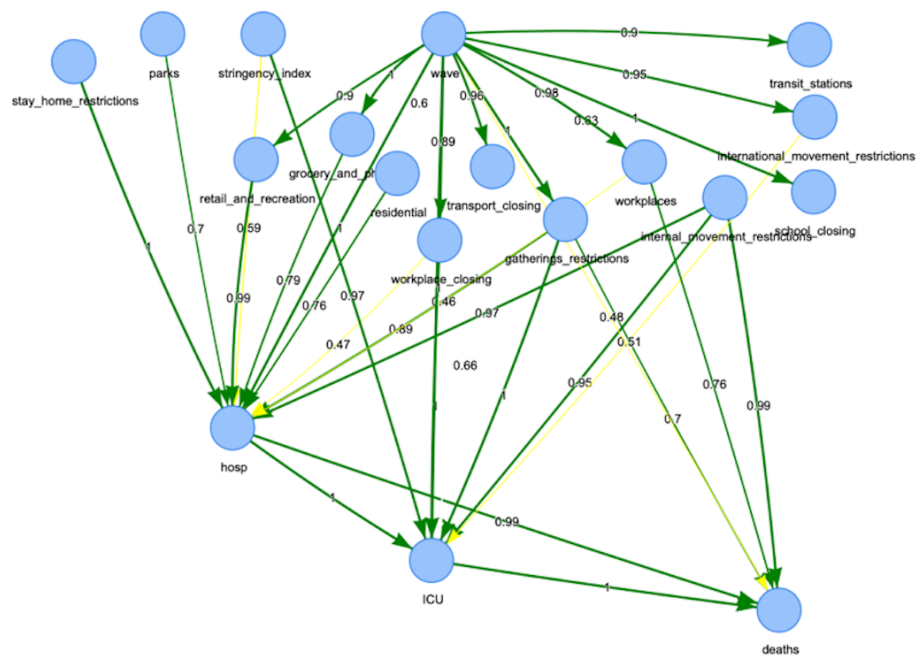 0.9
parks
stringency_index
wave
0.95
transit_stations
stay_home_restrictions
1
0.9
0.6
0.96
0.98
0.63
1
1
0.89
international_movement_restrictions
grocery_and_ph
retail_and_recreation
residential
transport_closing
workplaces
school_closing
internal_movement_restrictions
1
0.7
0.59
1
gatherings_restrictions
workplace_closing
0.79
0.99
0.76
0.97
0.46
0.97
0.48
0.89
0.47
0.51
0.66
0.95
0.76
1
1
0.99
0.7
hosp
1
0.99
1
ICU
deaths